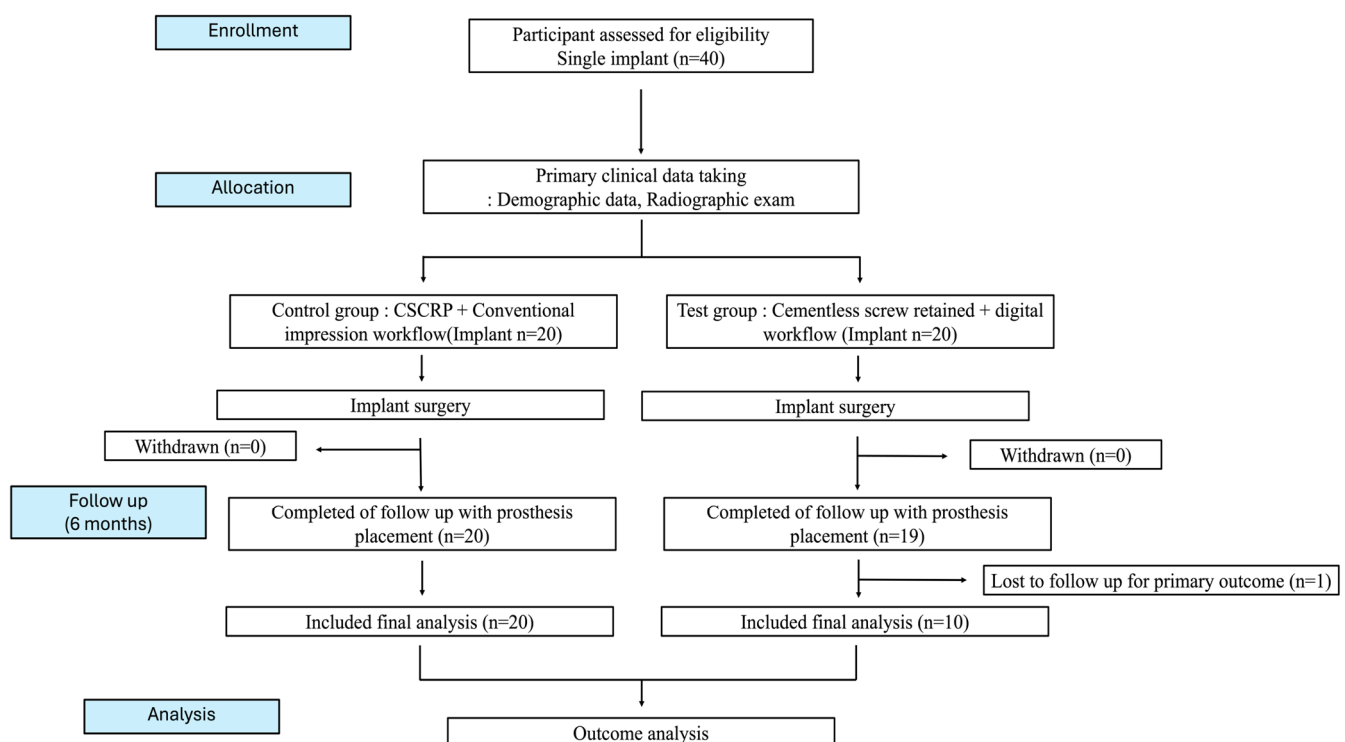 Enrollment
Participant assessed for eligibility
Single implant (n=40)
Allocation
Primary clinical data taking
: Demographic data, Radiographic exam
Control group : CSCRP + Conventional
impression workflow(Implant n=20)
Test group : Cementless screw retained + digital
workflow (Implant n=20)
Implant surgery
Implant surgery
Withdrawn (n=0)
Withdrawn (n=0)
Follow up
(6 months)
Completed of follow up with prosthesis
placement (n=20)
Completed of follow up with prosthesis
placement (n=19)
Lost to follow up for primary outcome (n=1)
Included final analysis (n=20)
Included final analysis (n=10)
Analysis
Outcome analysis